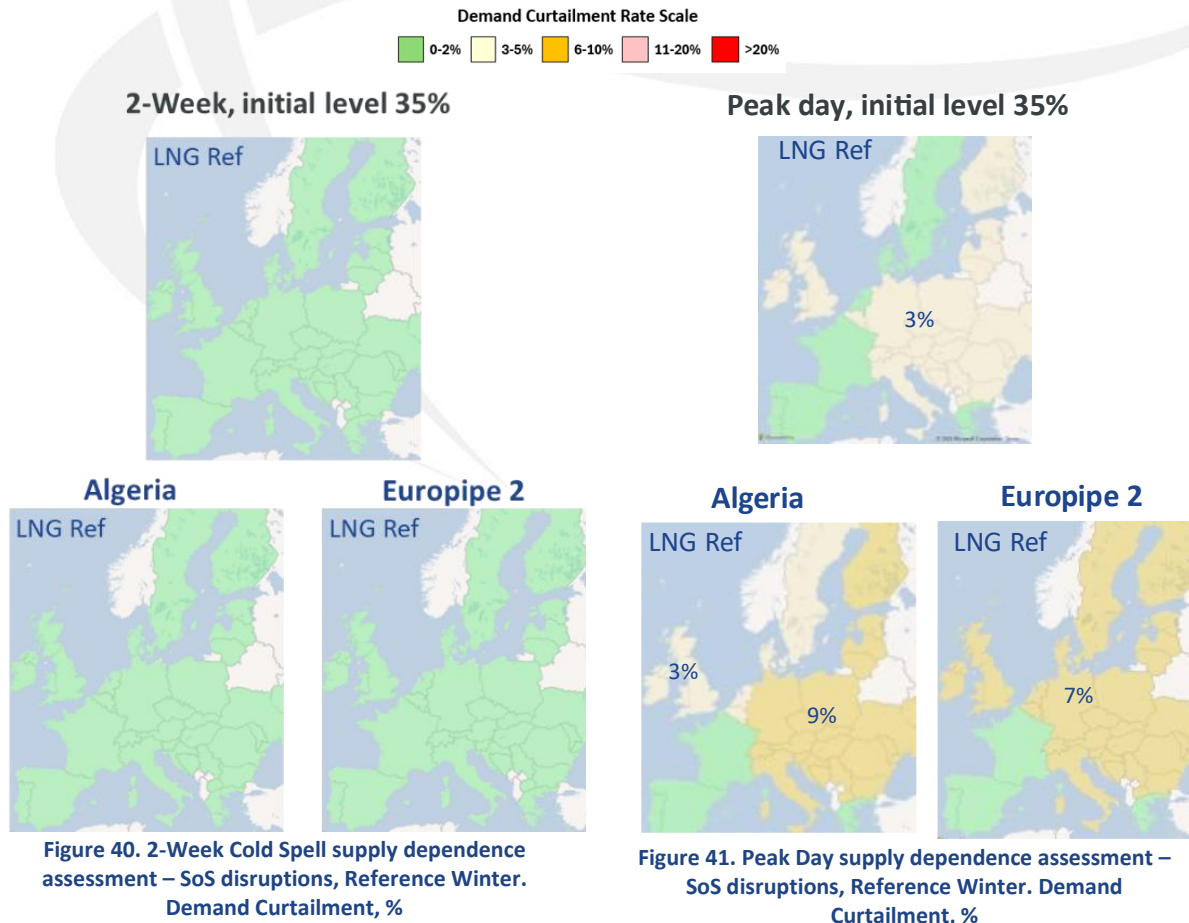 Demand Curtailment Rate Scale
0-2% 3-5% 6-10% 11-20% >20%
2-Week, initial level 35%
LNG Ref
Peak day, initial level 35%
LNG Ref
3%
Algeria
LNG Ref
Europipe 2
LNG Ref
Figure 40. 2-Week Cold Spell supply dependence
assessment – SoS disruptions, Reference Winter.
Demand Curtailment, %
Algeria
LNG Ref
3%
9%
Europipe 2
LNG Ref
7%
Figure 41. Peak Day supply dependence assessment –
SoS disruptions, Reference Winter. Demand
Curtailment. %